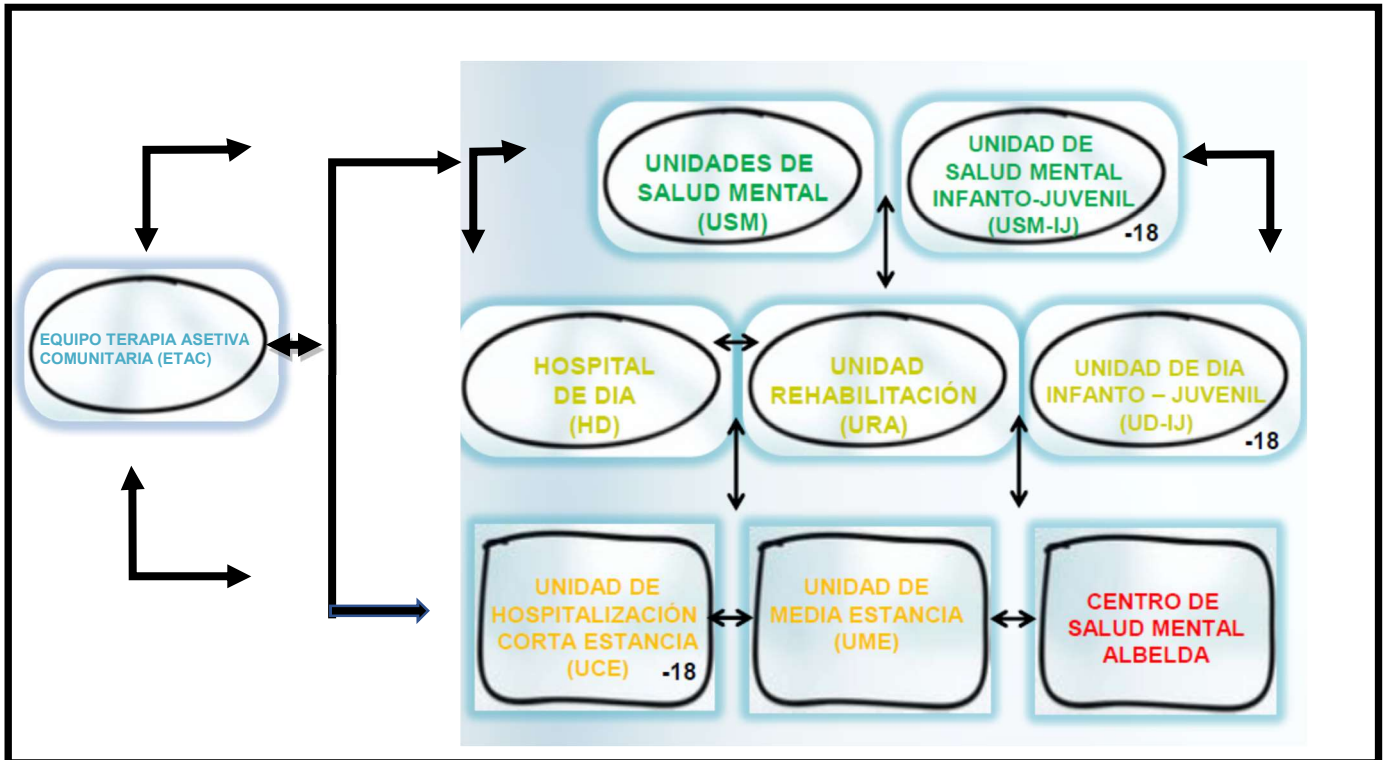 UNIDADES DE
SALUD MENTAL
(USM)
UNIDAD DE
SALUD MENTAL
INFANTO-JUVENIL
(USM-IJ)
-18
EQUIPO TERAPIA ASETIVA
COMUNITARIA (ETAC)
HOSPITAL
DE DIA
(HD)
UNIDAD
REHABILITACIÓN
(URA)
UNIDAD DE DIA
INFANTO – JUVENIL
(UD-IJ)
-18
UNIDAD DE
HOSPITALIZACIÓN
CORTA ESTANCIA
(UCE)
-18
UNIDAD DE
MEDIA ESTANCIA
(UME)
CENTRO DE
SALUD MENTAL
ALBELDA